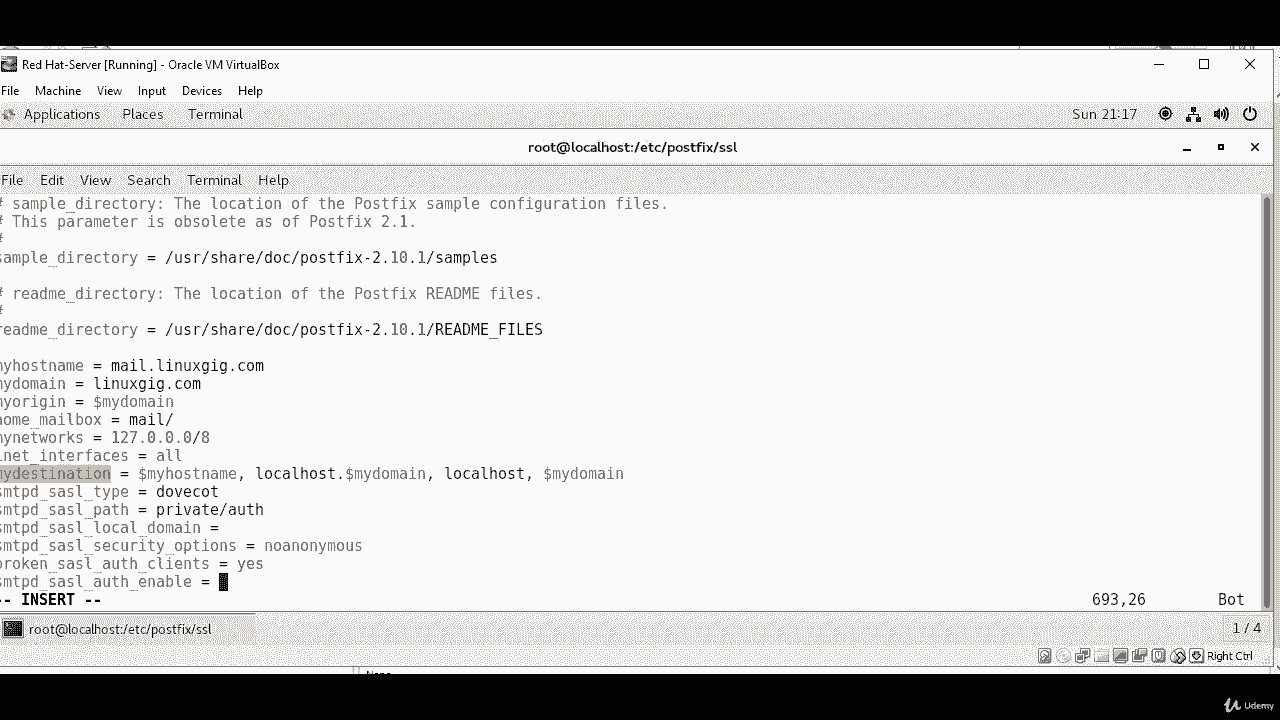 Red Hat-Server [Running] - Oracle VM VirtualBox
File Machine View Input Devices Help
Applications Places Terminal Sun 21:17
root@localhost:/etc/postfix/ssl
File Edit View Search Terminal Help
# sample_directory: The location of the Postfix sample configuration files.
# This parameter is obsolete as of Postfix 2.1.
#
sample_directory = /usr/share/doc/postfix-2.10.1/samples
# readme_directory: The location of the Postfix README files.
#
readme_directory = /usr/share/doc/postfix-2.10.1/README_FILES
myhostname = mail.linuxgig.com
mydomain = linuxgig.com
myorigin = $mydomain
home_mailbox = mail/
mynetworks = 127.0.0.0/8
inet_interfaces = all
mydestination = $myhostname, localhost.$mydomain, localhost, $mydomain
smtpd_sasl_type = dovecot
smtpd_sasl_path = private/auth
smtpd_sasl_local_domain =
smtpd_sasl_security_options = noanonymous
broken_sasl_auth_clients = yes
smtpd_sasl_auth_enable =
-- INSERT -- 693,26 Bot
root@localhost:/etc/postfix/ssl 1 / 4
Right Ctrl
Udemy